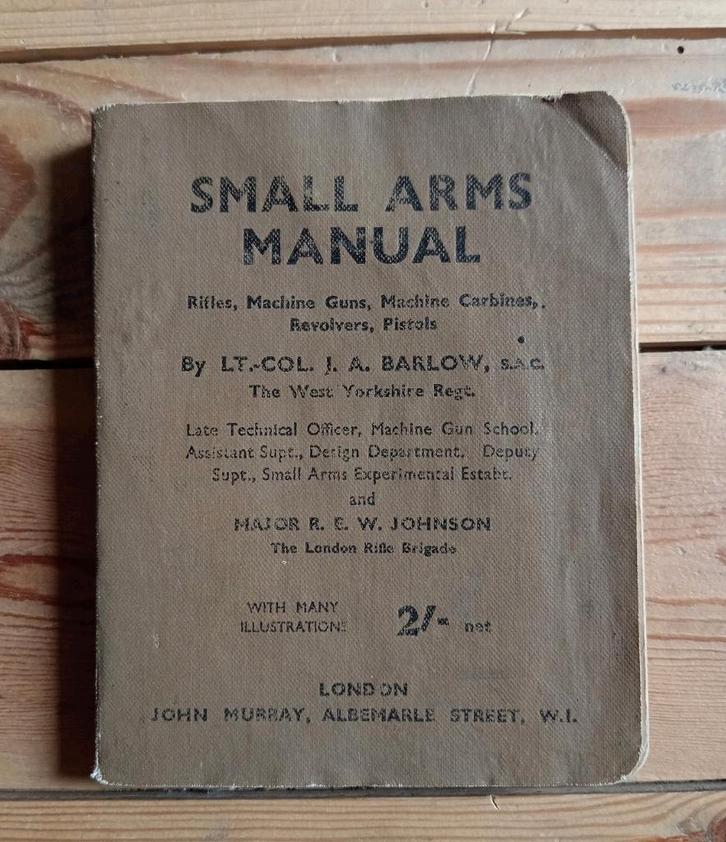 SMALL ARMS
MANUAL
Rifles, Machine Guns, Machine Carbines,
Revolvers, Pistols
By LT.-COL. J. A. BARLOW, S.A.C.
The West Yorkshire Regt.
Late Technical Officer, Machine Gun School.
Assistant Supt., Design Department. Deputy
Supt., Small Arms Experimental Estabt.
and
MAJOR R. E. W. JOHNSON
The London Rifle Brigade
WITH MANY
ILLUSTRATIONS
2/- net
LONDON
JOHN MURRAY, ALBEMARLE STREET, W.1.